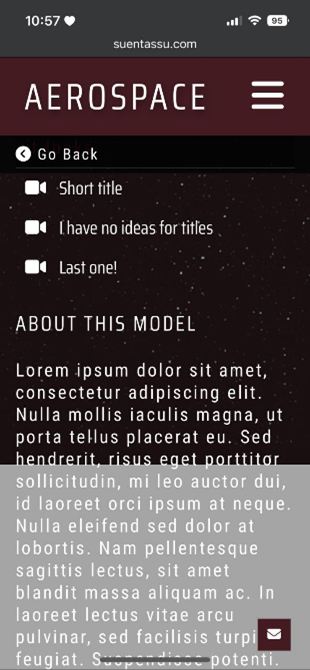 10:57
95
suentassu.com
AEROSPACE
Go Back
Short title
I have no ideas for titles
Last one!
ABOUT THIS MODEL
Lorem ipsum dolor sit amet,
consectetur adipiscing elit.
Nulla mollis iaculis magna, ut
porta tellus placerat eu. Sed
hendrerit, risus eget porttitor
sollicitudin, mi leo auctor dui,
id laoreet orci ipsum at neque.
Nulla eleifend sed dolor at
lobortis. Nam pellentesque
sagittis lectus, sit amet
blandit massa aliquam ac. In
laoreet lectus vitae arcu
pulvinar, sed facilisis turpi
feugiat. Suspendisse potenti.